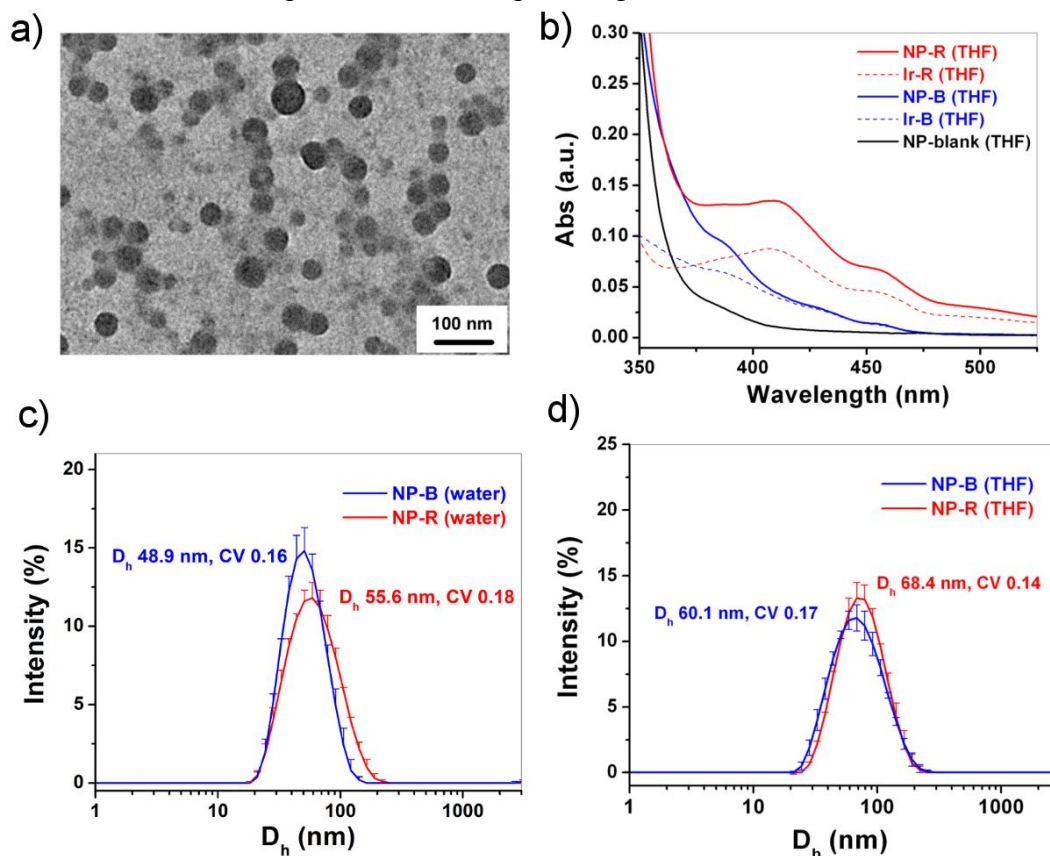 a)
100 nm
b)
Abs (a.u.)
0.30
0.25
0.20
0.15
0.10
0.05
0.00
NP-R (THF)
Ir-R (THF)
NP-B (THF)
Ir-B (THF)
NP-blank (THF)
350 400 450 500
Wavelength (nm)
c)
Intensity (%)
20
15
10
5
0
NP-B (water)
NP-R (water)
Dₕ 48.9 nm, CV 0.16
Dₕ 55.6 nm, CV 0.18
1 10 100 1000
Dₕ (nm)
d)
Intensity (%)
25
20
15
10
5
0
NP-B (THF)
NP-R (THF)
Dₕ 68.4 nm, CV 0.14
Dₕ 60.1 nm, CV 0.17
1 10 100 1000
Dₕ (nm)